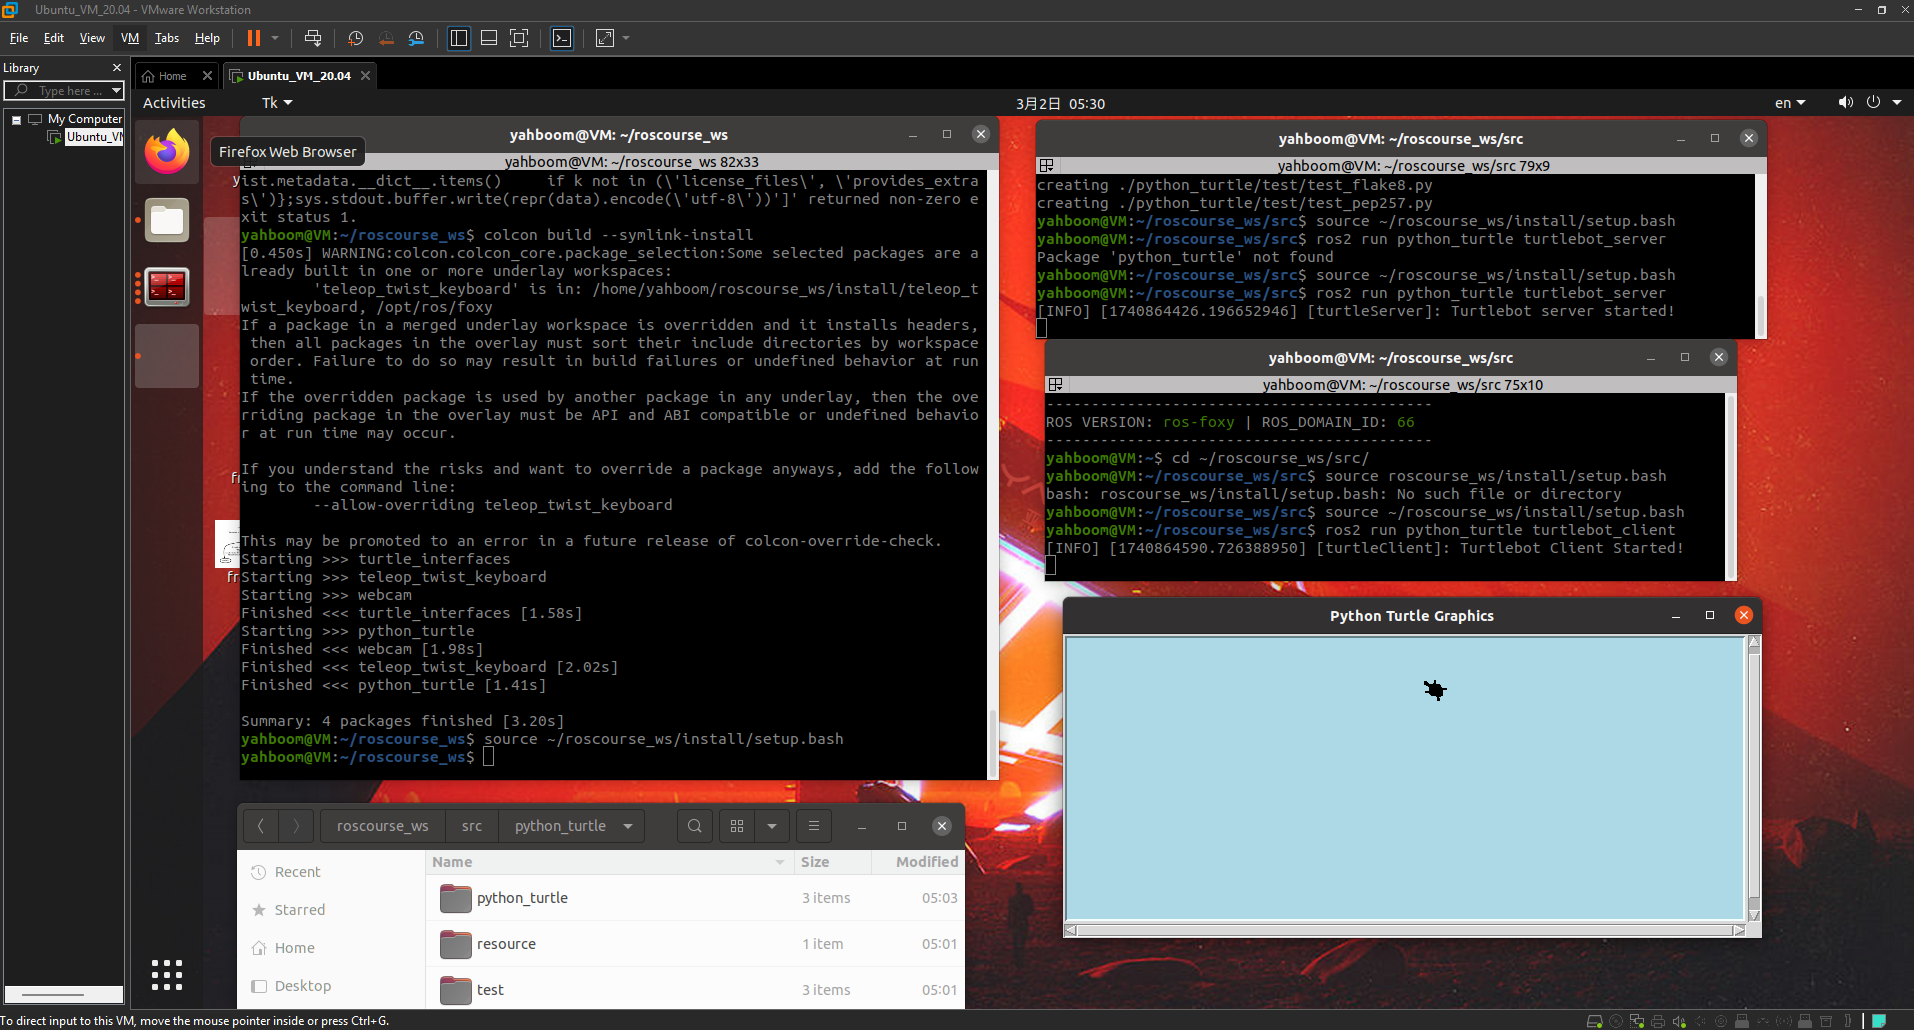 Ubuntu_VM_20.04 - VMware Workstation
File Edit View VM Tabs Help
Library
Type here ...
My Computer
Ubuntu_VM
Home
Ubuntu_VM_20.04
Activities
Tk
3月2日 05:30
en
Firefox Web Browser
yahboom@VM: ~/roscourse_ws
yahboom@VM: ~/roscourse_ws 82x33
ist.metadata.__dict__.items()     if k not in (\'license_files\', \'provides_extra
s\')};sys.stdout.buffer.write(repr(data).encode(\'utf-8\'))']' returned non-zero e
xit status 1.
yahboom@VM:~/roscourse_ws$ colcon build --symlink-install
[0.450s] WARNING:colcon.colcon_core.package_selection:Some selected packages are a
lready built in one or more underlay workspaces:
        'teleop_twist_keyboard' is in: /home/yahboom/roscourse_ws/install/teleop_t
wist_keyboard, /opt/ros/foxy
If a package in a merged underlay workspace is overridden and it installs headers,
 then all packages in the overlay must sort their include directories by workspace
 order. Failure to do so may result in build failures or undefined behavior at run
 time.
If the overridden package is used by another package in any underlay, then the ove
rriding package in the overlay must be API and ABI compatible or undefined behavio
r at run time may occur.
If you understand the risks and want to override a package anyways, add the follow
ing to the command line:
        --allow-overriding teleop_twist_keyboard
This may be promoted to an error in a future release of colcon-override-check.
Starting >>> turtle_interfaces
Starting >>> teleop_twist_keyboard
Starting >>> webcam
Finished <<< turtle_interfaces [1.58s]
Starting >>> python_turtle
Finished <<< webcam [1.98s]
Finished <<< teleop_twist_keyboard [2.02s]
Finished <<< python_turtle [1.41s]
Summary: 4 packages finished [3.20s]
yahboom@VM:~/roscourse_ws$ source ~/roscourse_ws/install/setup.bash
yahboom@VM:~/roscourse_ws$
yahboom@VM: ~/roscourse_ws/src
yahboom@VM: ~/roscourse_ws/src 79x9
creating ./python_turtle/test/test_flake8.py
creating ./python_turtle/test/test_pep257.py
yahboom@VM:~/roscourse_ws/src$ source ~/roscourse_ws/install/setup.bash
yahboom@VM:~/roscourse_ws/src$ ros2 run python_turtle turtlebot_server
Package 'python_turtle' not found
yahboom@VM:~/roscourse_ws/src$ source ~/roscourse_ws/install/setup.bash
yahboom@VM:~/roscourse_ws/src$ ros2 run python_turtle turtlebot_server
[INFO] [1740864426.196652946] [turtleServer]: Turtlebot server started!
yahboom@VM: ~/roscourse_ws/src
yahboom@VM: ~/roscourse_ws/src 75x10
-------------------------------------------
ROS VERSION: ros-foxy | ROS_DOMAIN_ID: 66
-------------------------------------------
yahboom@VM:~$ cd ~/roscourse_ws/src/
yahboom@VM:~/roscourse_ws/src$ source roscourse_ws/install/setup.bash
bash: roscourse_ws/install/setup.bash: No such file or directory
yahboom@VM:~/roscourse_ws/src$ source ~/roscourse_ws/install/setup.bash
yahboom@VM:~/roscourse_ws/src$ ros2 run python_turtle turtlebot_client
[INFO] [1740864590.726388950] [turtleClient]: Turtlebot Client Started!
Python Turtle Graphics
y
fr
fr
roscourse_ws src python_turtle
Recent
Starred
Home
Desktop
Name Size Modified
python_turtle 3 items 05:03
resource 1 item 05:01
test 3 items 05:01
To direct input to this VM, move the mouse pointer inside or press Ctrl+G.